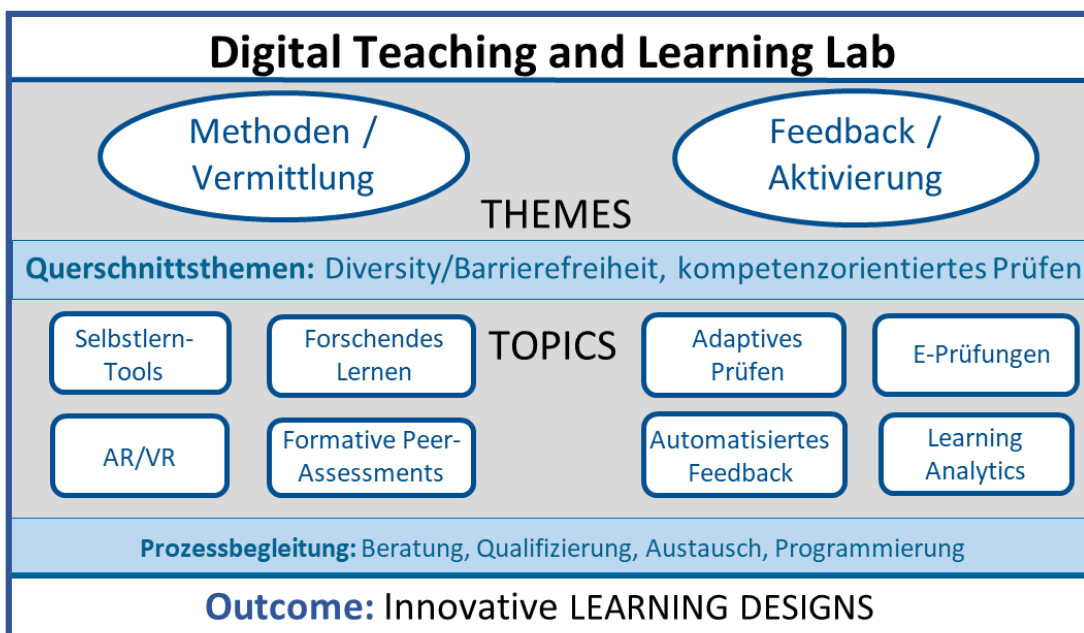 Digital Teaching and Learning Lab
Methoden /
Vermittlung
Feedback /
Aktivierung
THEMES
Querschnittsthemen: Diversity/Barrierefreiheit, kompetenzorientiertes Prüfen
TOPICS
Selbstlern-
Tools
Forschendes
Lernen
Adaptives
Prüfen
E-Prüfungen
AR/VR
Formative Peer-
Assessments
Automatisiertes
Feedback
Learning
Analytics
Prozessbegleitung: Beratung, Qualifizierung, Austausch, Programmierung
Outcome: Innovative LEARNING DESIGNS